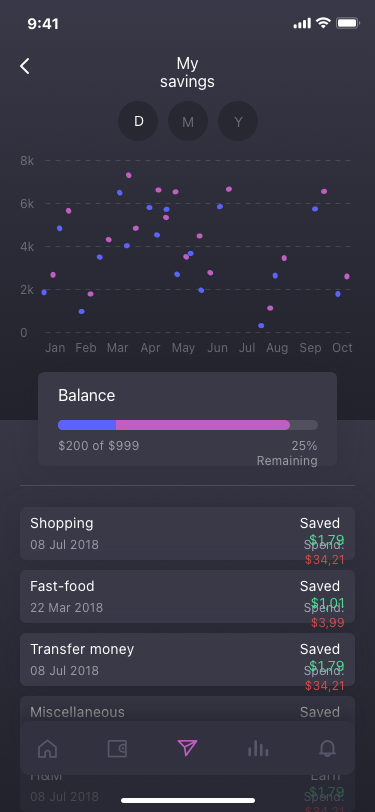 9:41
My
savings
D M Y
8k
6k
4k
2k
0
Jan Feb Mar Apr May Jun Jul Aug Sep Oct
Balance
$200 of $999
25%
Remaining
Shopping Saved
$1,79
08 Jul 2018 Spend:
$34,21
Fast-food Saved
$1,01
22 Mar 2018 Spend:
$3,99
Transfer money Saved
$1,79
08 Jul 2018 Spend:
$34,21
Miscellaneous Saved
H&M Earn
$1,79
08 Jul 2018 Spend: